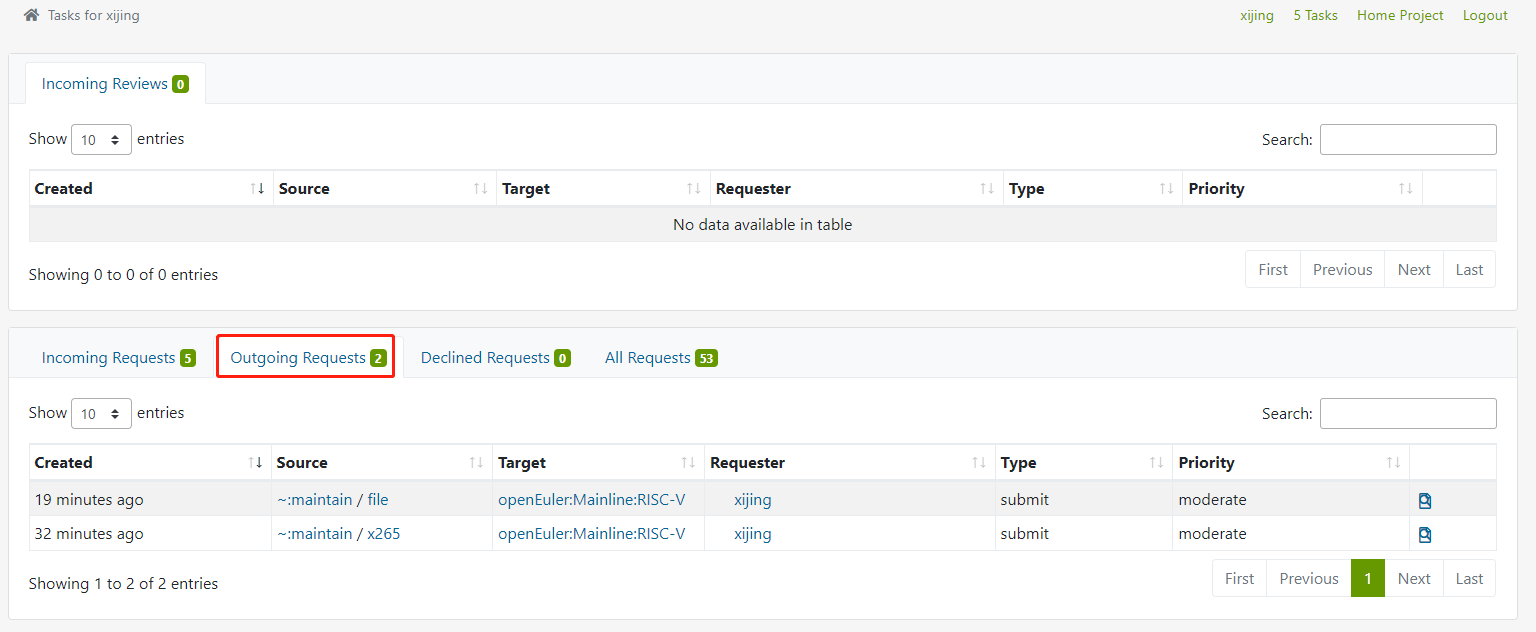 Tasks for xijing xijing 5 Tasks Home Project Logout
Incoming Reviews 0
Show 10 entries Search:
Created Source Target Requester Type Priority
No data available in table
Showing 0 to 0 of 0 entries First Previous Next Last
Incoming Requests 5 Outgoing Requests 2 Declined Requests 0 All Requests 53
Show 10 entries Search:
Created Source Target Requester Type Priority
19 minutes ago ~:maintain / file openEuler:Mainline:RISC-V xijing submit moderate
32 minutes ago ~:maintain / x265 openEuler:Mainline:RISC-V xijing submit moderate
Showing 1 to 2 of 2 entries First Previous 1 Next Last